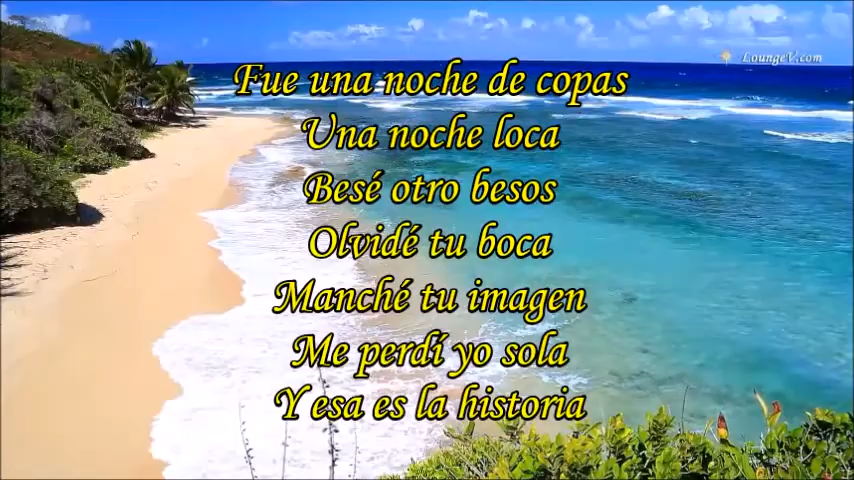 LoungeV.com
Fue una noche de copas
Una noche loca
Besé otro besos
Olvidé tu boca
Manché tu imagen
Me perdí yo sola
Y esa es la historia